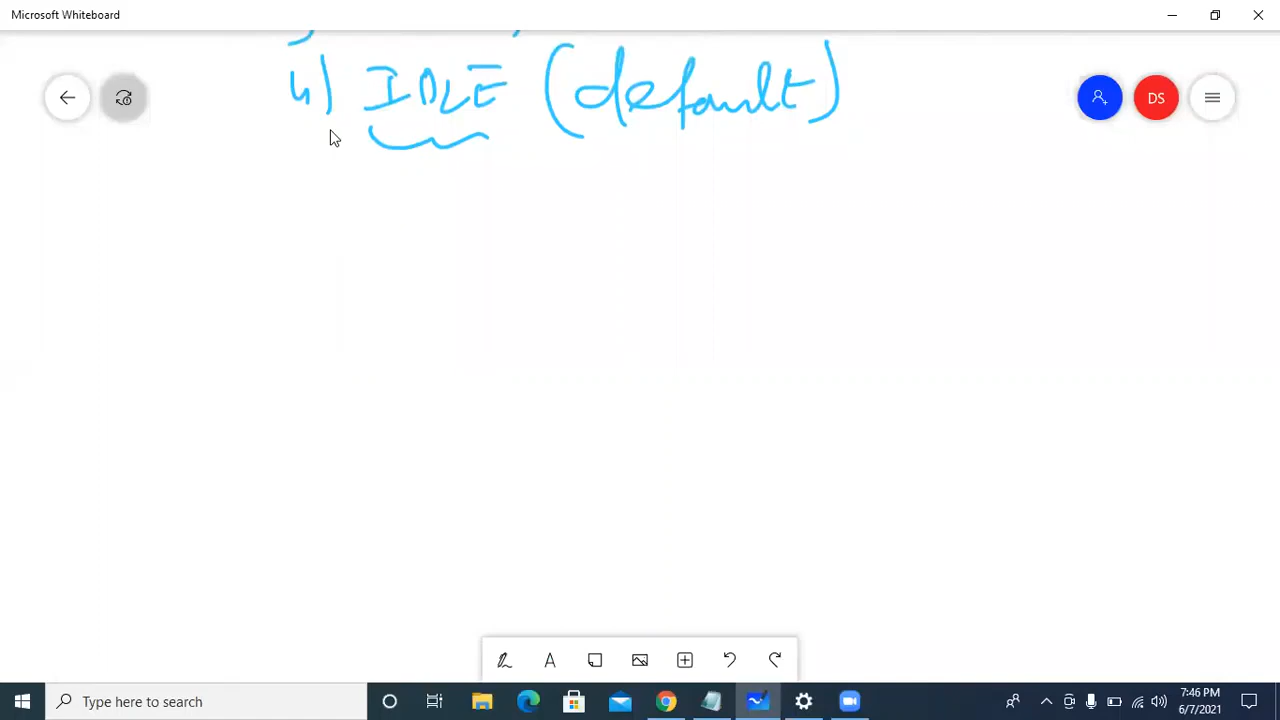 Microsoft Whiteboard
4) IDLE (default)
DS
Type here to search
7:46 PM
6/7/2021